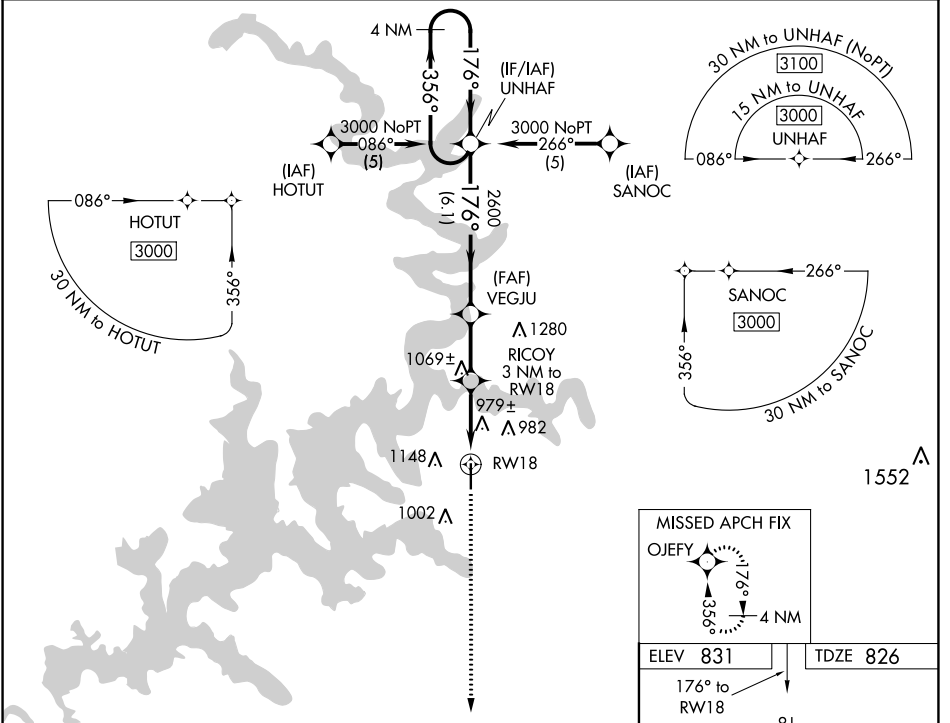 4 NM
356°
176°
(IF/IAF)
UNHAF
3000 NoPT
086°
(5)
(IAF)
HOTUT
3000 NoPT
266°
(5)
(IAF)
SANOC
30 NM to UNHAF (NoPT)
3100
15 NM to UNHAF
3000
UNHAF
086°
266°
086°
HOTUT
3000
356°
30 NM to HOTUT
176°
2600
(6.1)
(FAF)
VEGJU
1280
1069±
RICOY
3 NM to
RW18
979±
982
1148
RW18
1002
266°
SANOC
3000
356°
30 NM to SANOC
1552
MISSED APCH FIX
OJEFY
176°
356°
4 NM
ELEV 831
TDZE 826
176° to
RW18